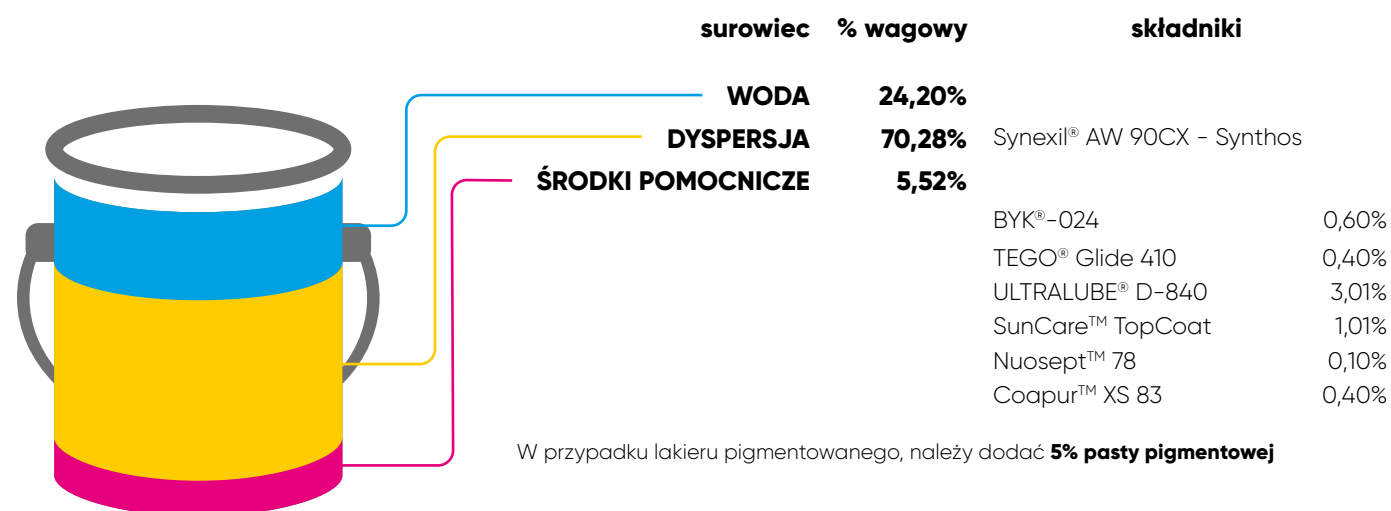 surowiec % wagowy składniki
WODA 24,20%
DYSPERSJA 70,28% Synexil® AW 90CX - Synthos
ŚRODKI POMOCNICZE 5,52%
BYK®-024 0,60%
TEGO® Glide 410 0,40%
ULTRALUBE® D-840 3,01%
SunCare™ TopCoat 1,01%
Nuosept™ 78 0,10%
Coapur™ XS 83 0,40%
W przypadku lakieru pigmentowanego, należy dodać 5% pasty pigmentowej